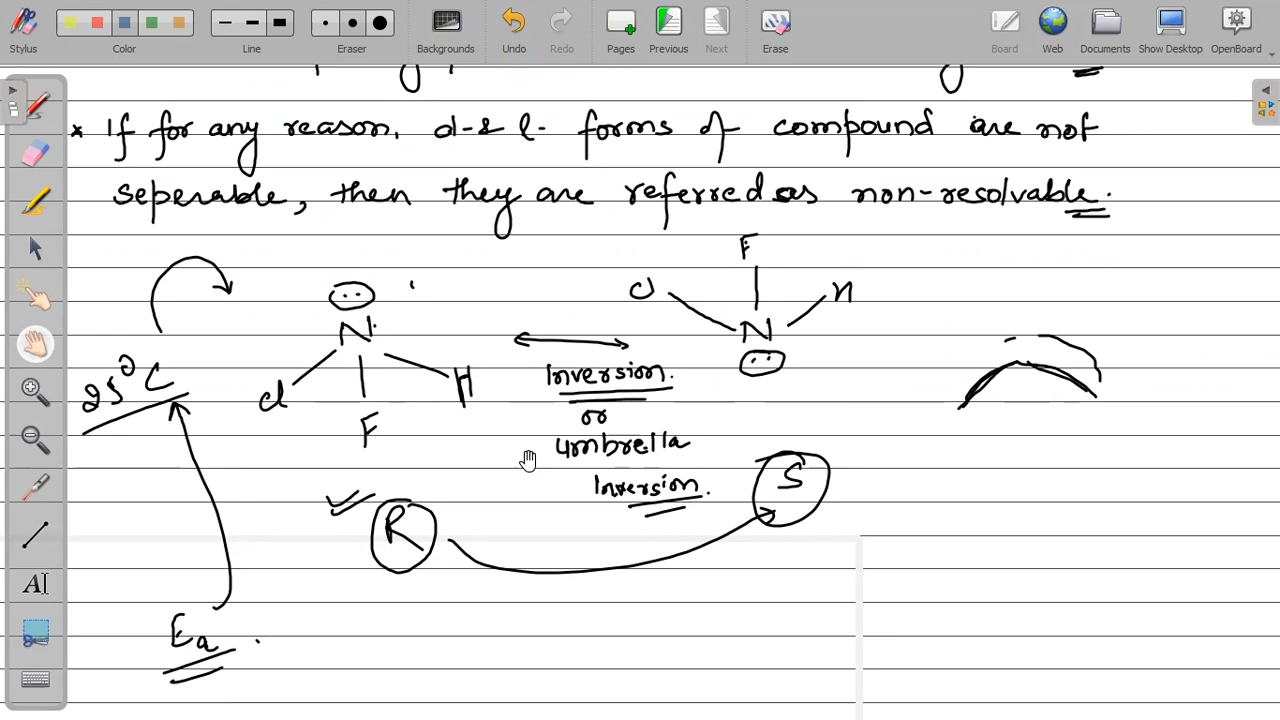 Stylus
Color
Line
Eraser
Backgrounds
Undo
Redo
Pages
Previous
Next
Erase
Board
Web
Documents
Show Desktop
OpenBoard
* If for any reason, d- & l- forms of compound are not
seperable, then they are referred as non-resolvable.
N
Cl
F
H
25°C
Inversion.
or
umbrella
Inversion.
F
Cl
H
N
R
S
Ea